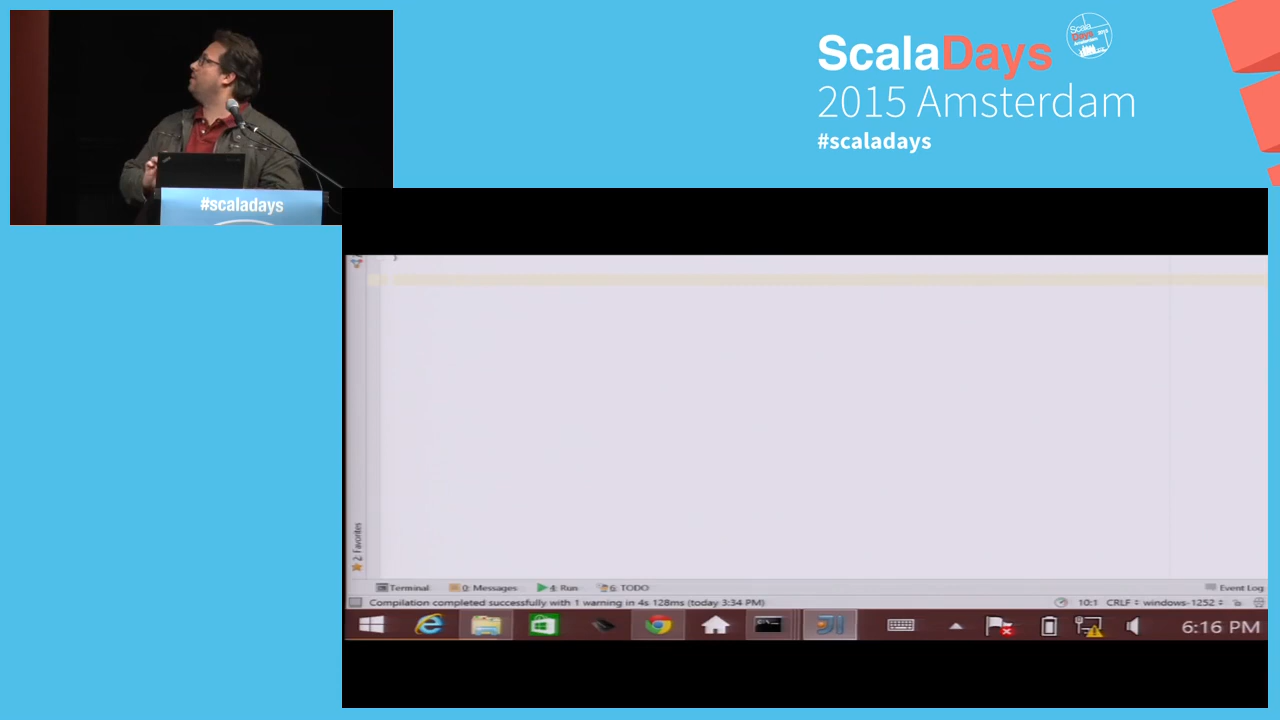 ScalaDays
2015 Amsterdam
#scaladays
#scaladays
}
2: Favorites
Terminal 0: Messages 4: Run 6: TODO Event Log
Compilation completed successfully with 1 warning in 4s 128ms (today 3:34 PM) 10:1 CRLF windows-1252
6:16 PM